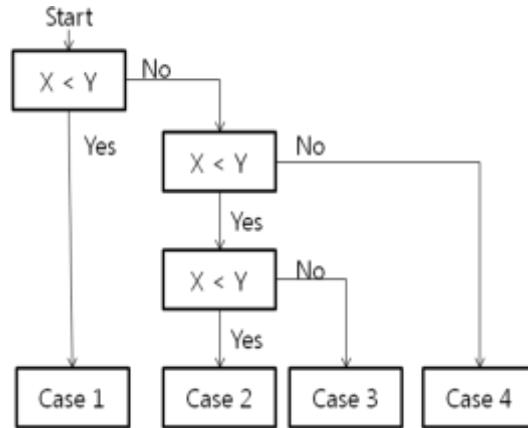 Start
X < Y
No
Yes
X < Y
No
Yes
X < Y
No
Yes
Case 1
Case 2
Case 3
Case 4